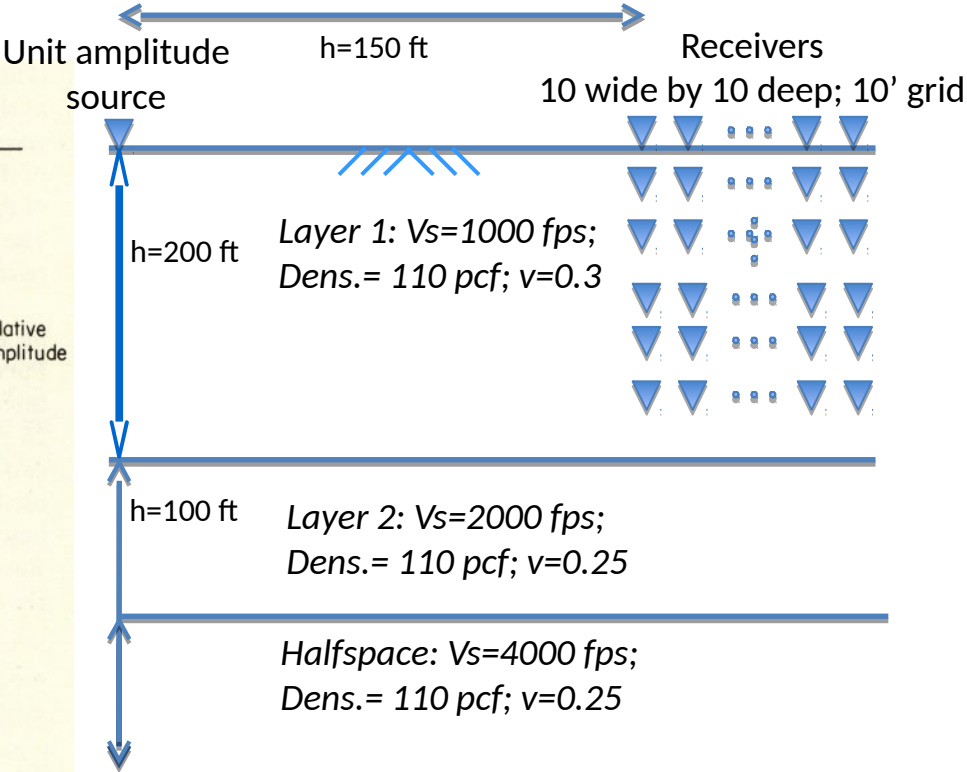 Unit amplitude
source
h=150 ft
Receivers
10 wide by 10 deep; 10’ grid
h=200 ft
Layer 1: Vs=1000 fps;
Dens.= 110 pcf; v=0.3
lative
nplitude
h=100 ft
Layer 2: Vs=2000 fps;
Dens.= 110 pcf; v=0.25
Halfspace: Vs=4000 fps;
Dens.= 110 pcf; v=0.25